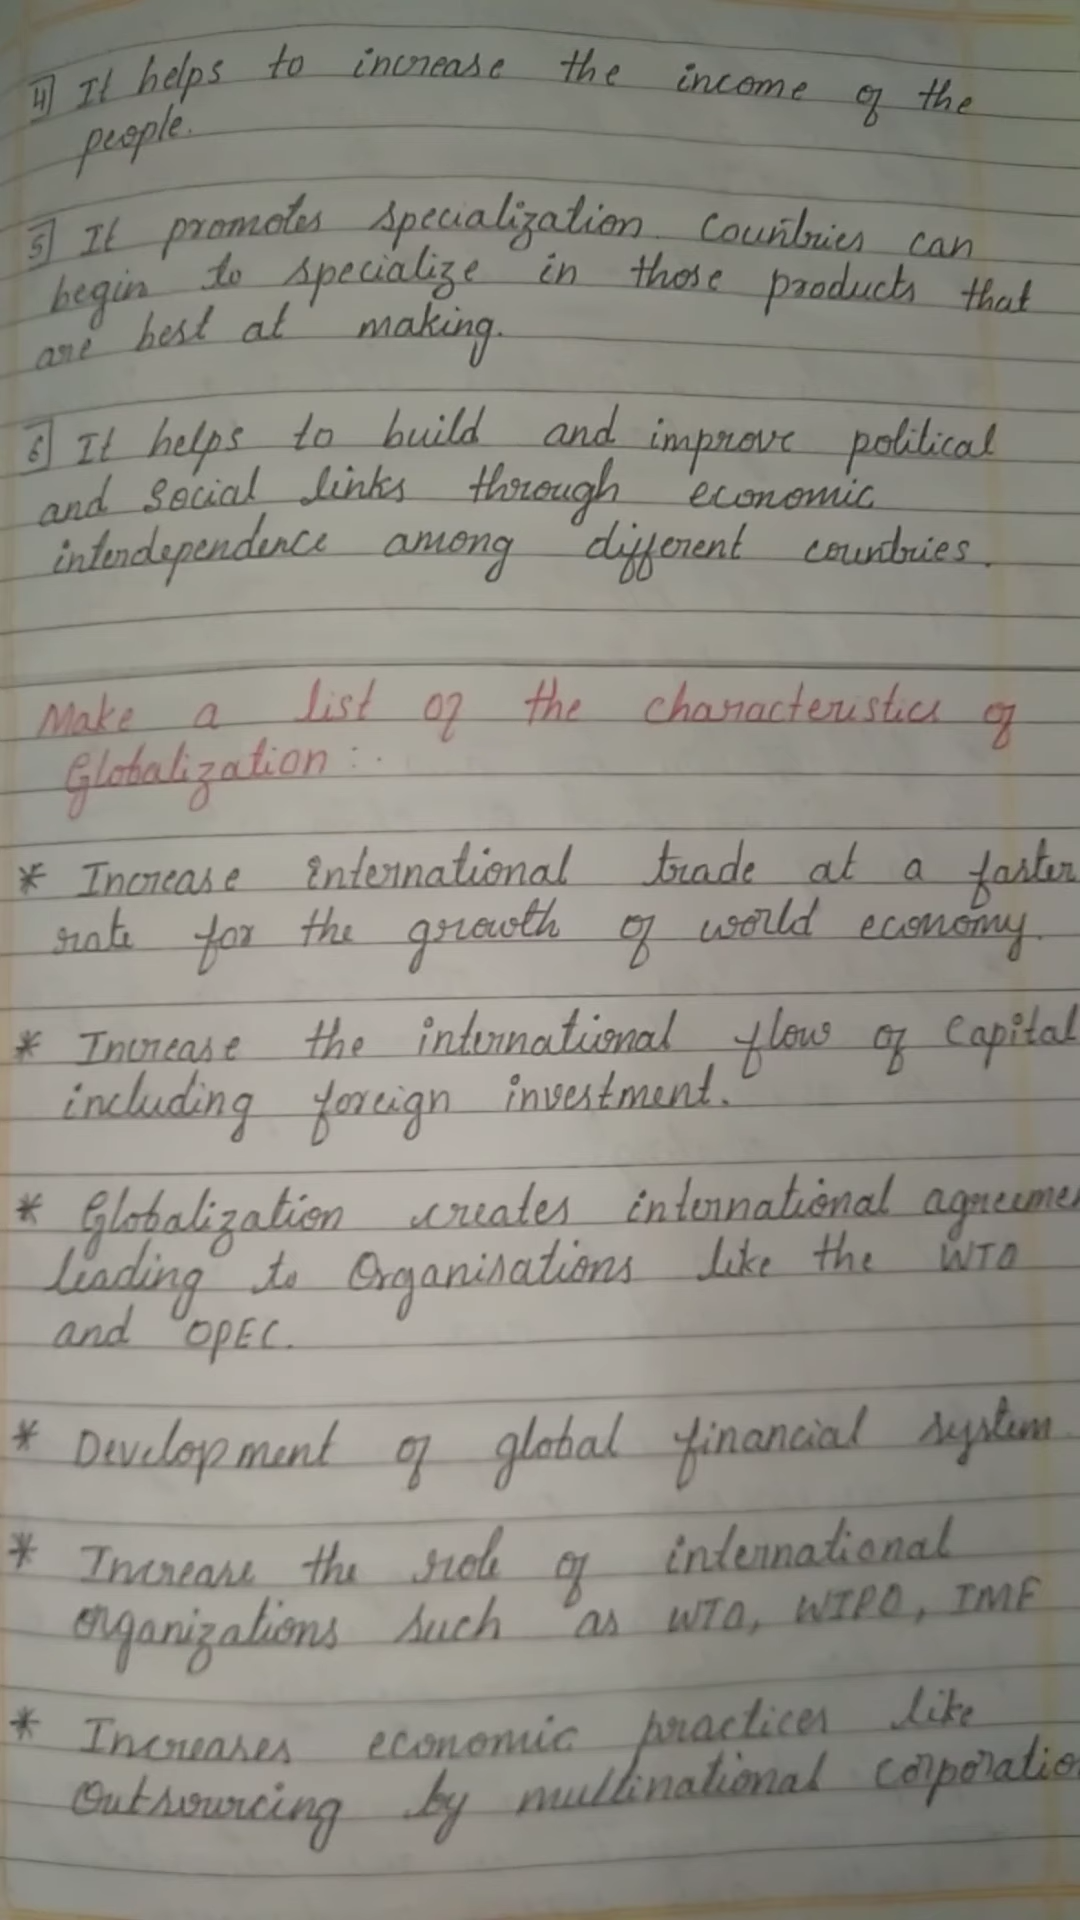 4] It helps to increase the income of the
people.
5] It promotes specialization. Countries can
begin to specialize in those products that
are best at making.
6] It helps to build and improve political
and Social links through economic
interdependence among different countries.
Make a list of the characteristics of
Globalization :-
* Increase international trade at a faster
rate for the growth of world economy.
* Increase the international flow of Capital
including foreign investment.
* Globalization creates international agreemen
leading to Organisations like the WTO
and OPEC.
* Development of global financial system
* Increase the role of international
organizations such as WTO, WIPO, IMF
* Increases economic practices like
Outsourcing by multinational corporatio